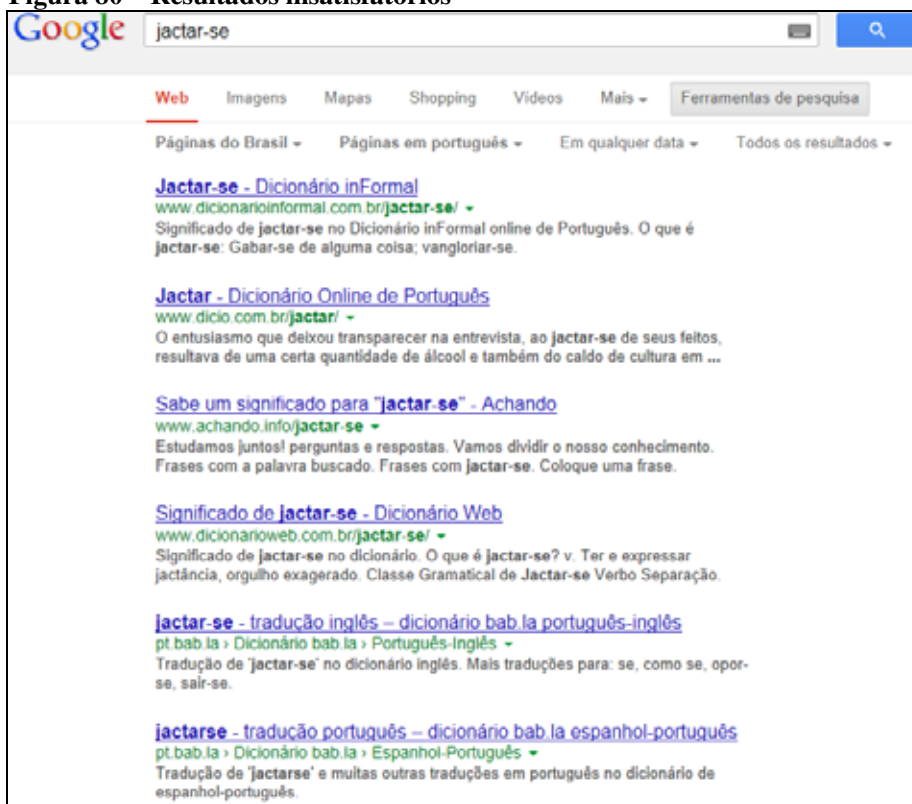 Figura 80 – Resultados insatisfatórios
Google jactar-se
Web Imagens Mapas Shopping Vídeos Mais Ferramentas de pesquisa
Páginas do Brasil Páginas em português Em qualquer data Todos os resultados
Jactar-se - Dicionário inFormal
www.dicionarioinformal.com.br/jactar-se/
Significado de jactar-se no Dicionário inFormal online de Português. O que é
jactar-se: Gabar-se de alguma coisa; vangloriar-se.
Jactar - Dicionário Online de Português
www.dicio.com.br/jactar/
O entusiasmo que deixou transparecer na entrevista, ao jactar-se de seus feitos,
resultava de uma certa quantidade de álcool e também do caldo de cultura em ...
Sabe um significado para "jactar-se" - Achando
www.achando.info/jactar-se
Estudamos juntos! perguntas e respostas. Vamos dividir o nosso conhecimento.
Frases com a palavra buscado. Frases com jactar-se. Coloque uma frase.
Significado de jactar-se - Dicionário Web
www.dicionarioweb.com.br/jactar-se/
Significado de jactar-se no dicionário. O que é jactar-se? v. Ter e expressar
jactância, orgulho exagerado. Classe Gramatical de Jactar-se Verbo Separação.
jactar-se - tradução inglês – dicionário bab.la português-inglês
pt.bab.la › Dicionário bab.la › Português-Inglês
Tradução de 'jactar-se' no dicionário inglês. Mais traduções para: se, como se, opor-
se, sair-se.
jactarse - tradução português – dicionário bab.la espanhol-português
pt.bab.la › Dicionário bab.la › Espanhol-Português
Tradução de 'jactarse' e muitas outras traduções em português no dicionário de
espanhol-português.